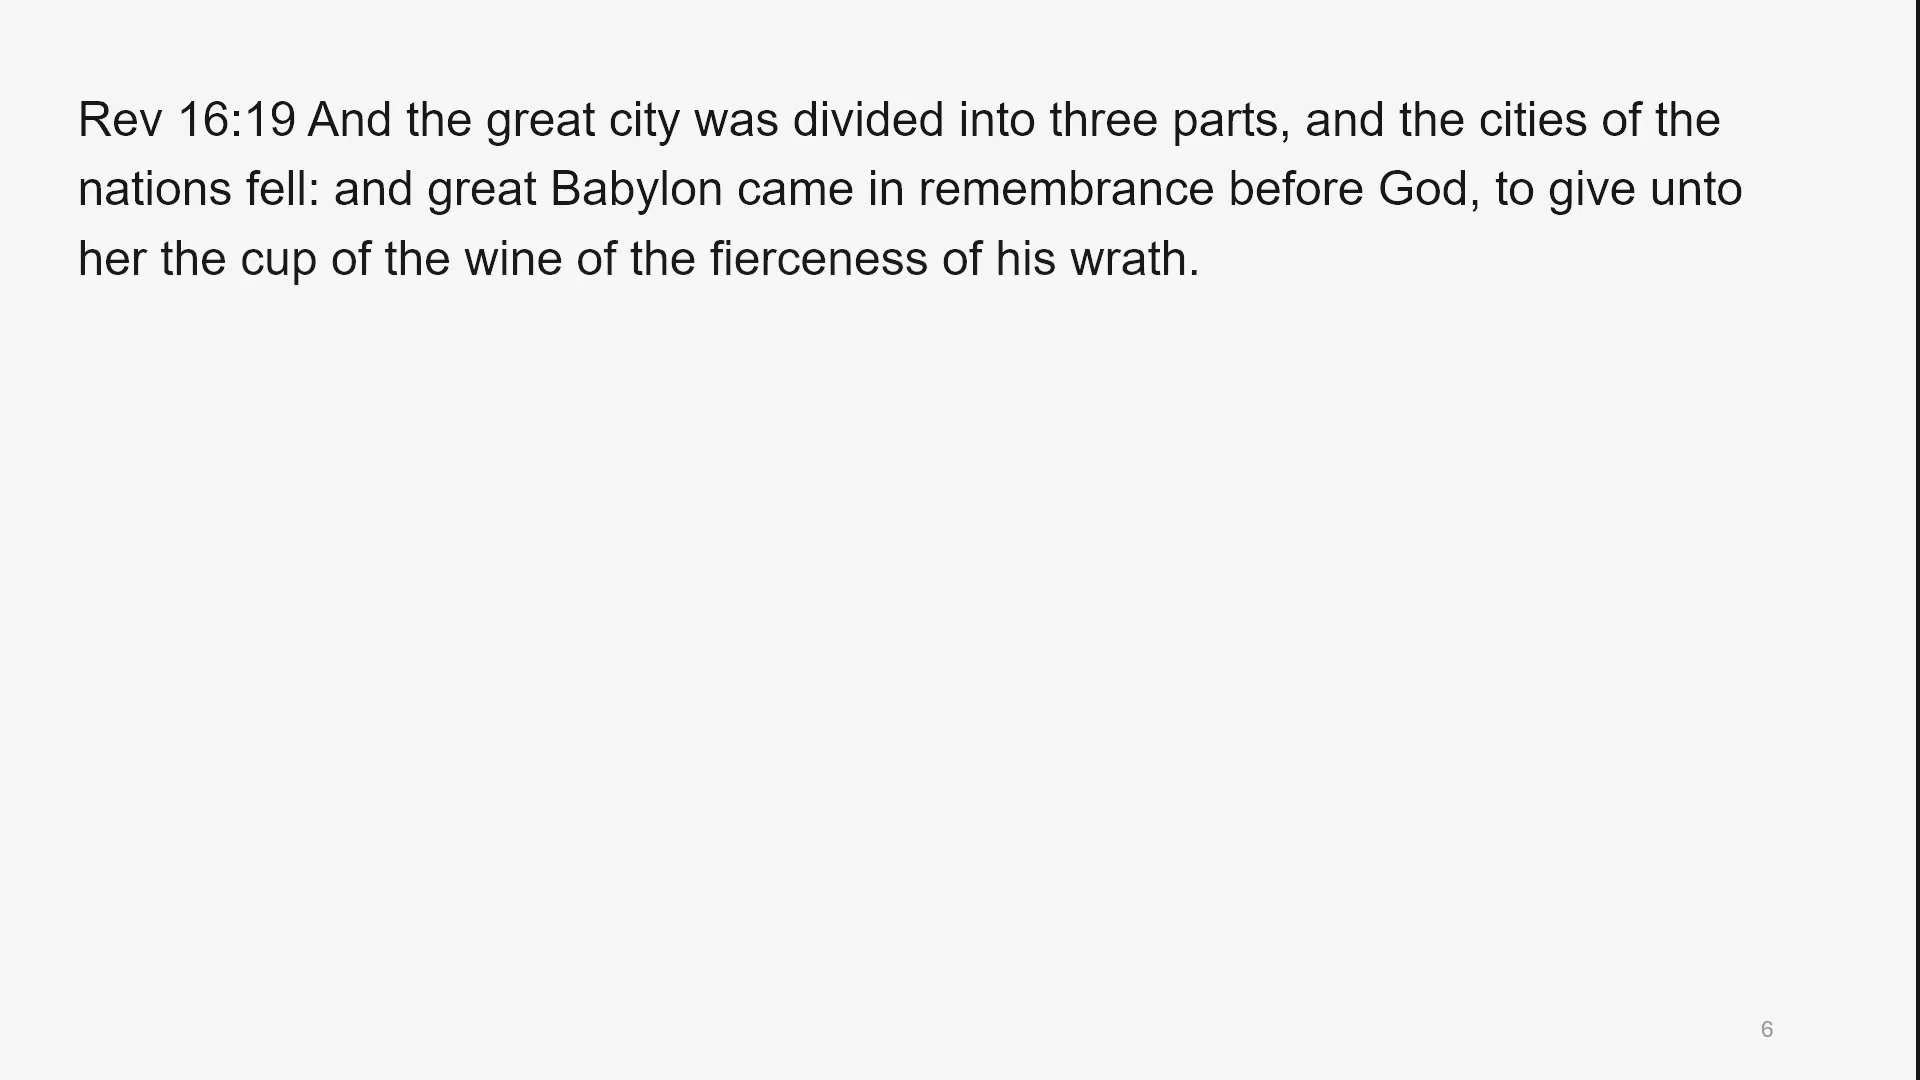 Rev 16:19 And the great city was divided into three parts, and the cities of the
nations fell: and great Babylon came in remembrance before God, to give unto
her the cup of the wine of the fierceness of his wrath.
6